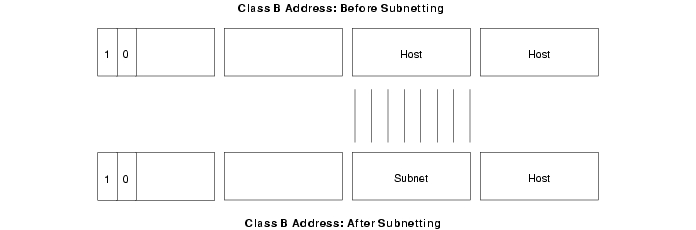 Class B Address: Before Subnetting
1 0 Host Host
1 0 Subnet Host
Class B Address: After Subnetting